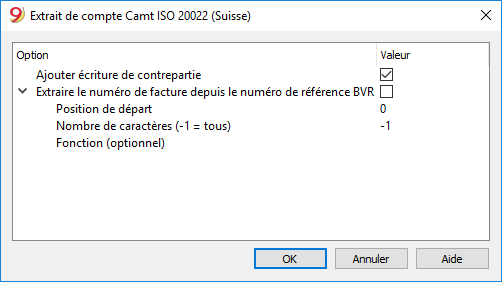 9 Extrait de compte Camt ISO 20022 (Suisse)
Option Valeur
Ajouter écriture de contrepartie
Extraire le numéro de facture depuis le numéro de référence BVR
Position de départ 0
Nombre de caractères (-1 = tous) -1
Fonction (optionnel)
OK Annuler Aide